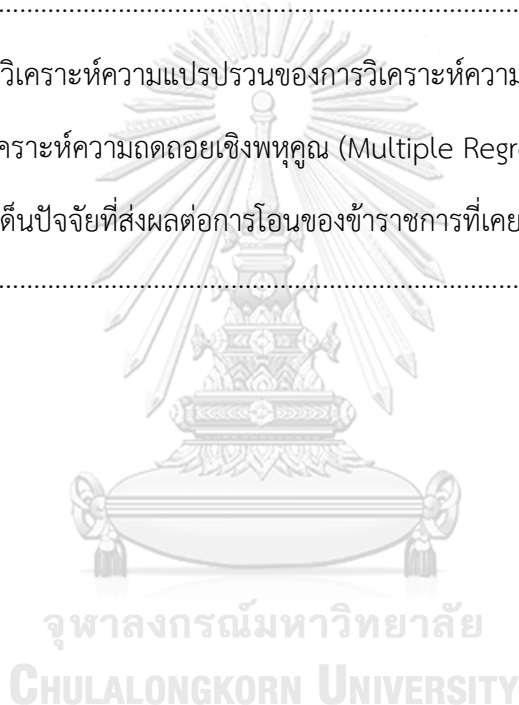 ................................................................................
วิเคราะห์ความแปรปรวนของการวิเคราะห์ความ
เคราะห์ความถดถอยเชิงพหุคูณ (Multiple Regr
ด็นปัจจัยที่ส่งผลต่อการโอนของข้าราชการที่เคย
................................................................................
จุฬาลงกรณ์มหาวิทยาลัย
CHULALONGKORN UNIVERSITY